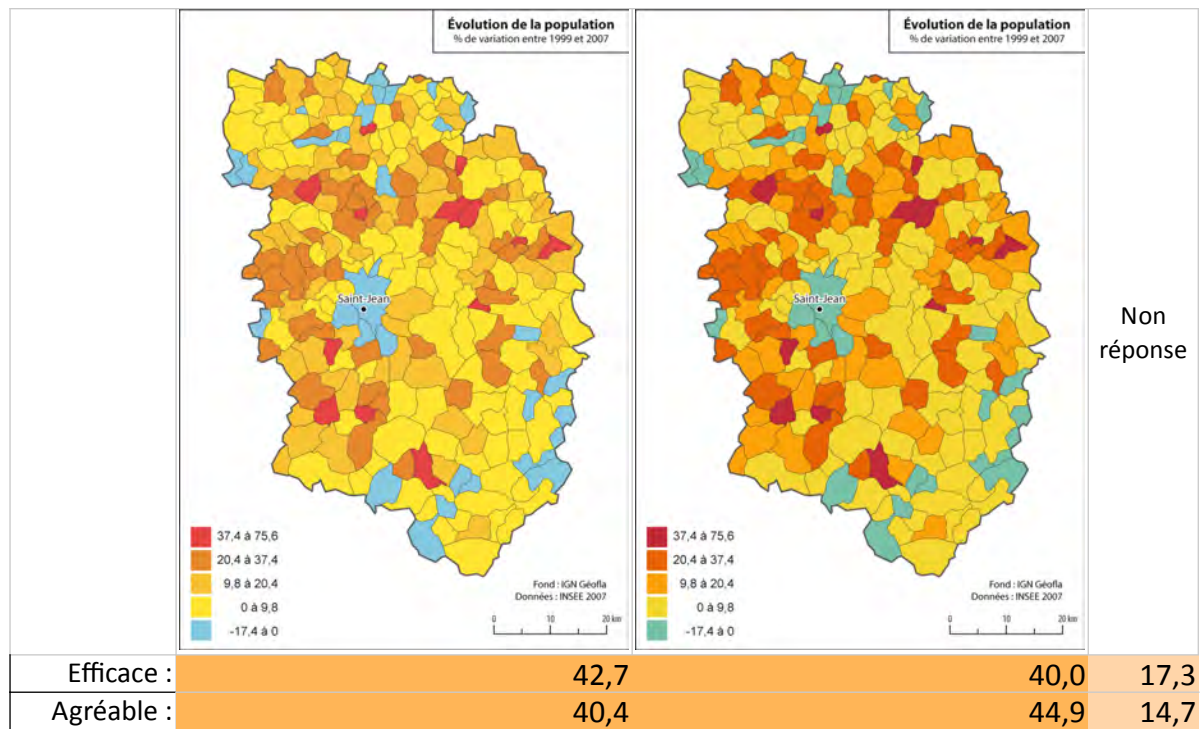 Évolution de la population
% de variation entre 1999 et 2007
Saint-Jean
37,4 à 75,6
20,4 à 37,4
9,8 à 20,4
0 à 9,8
-17,4 à 0
Fond : IGN Géofla
Données : INSEE 2007
0 10 20 km
Évolution de la population
% de variation entre 1999 et 2007
Saint-Jean
37,4 à 75,6
20,4 à 37,4
9,8 à 20,4
0 à 9,8
-17,4 à 0
Fond : IGN Géofla
Données : INSEE 2007
0 10 20 km
Non
réponse
Efficace : 42,7 40,0 17,3
Agréable : 40,4 44,9 14,7